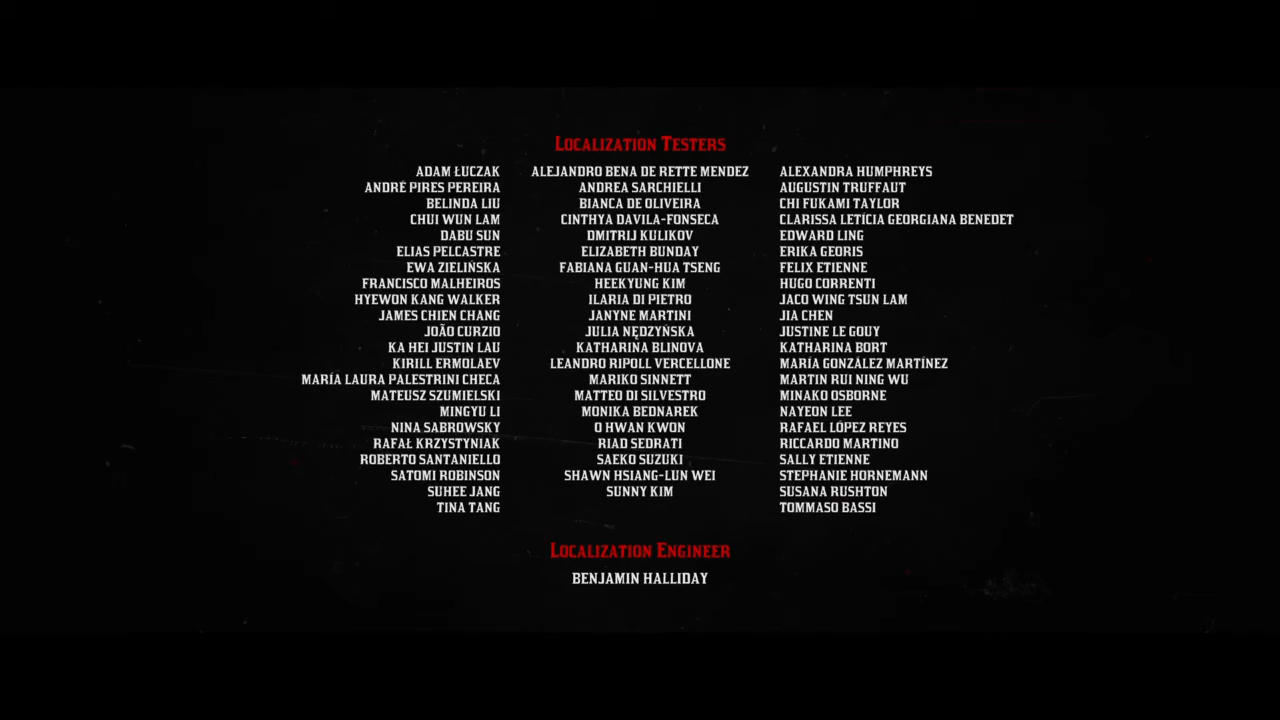 Localization Testers
ADAM ŁUCZAK ALEJANDRO BENA DE RETTE MENDEZ ALEXANDRA HUMPHREYS
ANDRÉ PIRES PEREIRA ANDREA SARCHIELLI AUGUSTIN TRUFFAUT
BELINDA LIU BIANCA DE OLIVEIRA CHI FUKAMI TAYLOR
CHUI WUN LAM CINTHYA DAVILA-FONSECA CLARISSA LETÍCIA GEORGIANA BENEDET
DABU SUN DMITRIJ KULIKOV EDWARD LING
ELIAS PELCASTRE ELIZABETH BUNDAY ERIKA GEORIS
EWA ZIELIŃSKA FABIANA GUAN-HUA TSENG FELIX ETIENNE
FRANCISCO MALHEIROS HEEKYUNG KIM HUGO CORRENTI
HYEWON KANG WALKER ILARIA DI PIETRO JACO WING TSUN LAM
JAMES CHIEN CHANG JANYNE MARTINI JIA CHEN
JOÃO CURZIO JULIA NĘDZYŃSKA JUSTINE LE GOUY
KA HEI JUSTIN LAU KATHARINA BLINOVA KATHARINA BORT
KIRILL ERMOLAEV LEANDRO RIPOLL VERCELLONE MARÍA GONZÁLEZ MARTÍNEZ
MARÍA LAURA PALESTRINI CHECA MARIKO SINNETT MARTIN RUI NING WU
MATEUSZ SZUMIELSKI MATTEO DI SILVESTRO MINAKO OSBORNE
MINGYU LI MONIKA BEDNAREK NAYEON LEE
NINA SABROWSKY O HWAN KWON RAFAEL LÓPEZ REYES
RAFAŁ KRZYSTYNIAK RIAD SEDRATI RICCARDO MARTINO
ROBERTO SANTANIELLO SAEKO SUZUKI SALLY ETIENNE
SATOMI ROBINSON SHAWN HSIANG-LUN WEI STEPHANIE HORNEMANN
SUHEE JANG SUNNY KIM SUSANA RUSHTON
TINA TANG TOMMASO BASSI
Localization Engineer
BENJAMIN HALLIDAY